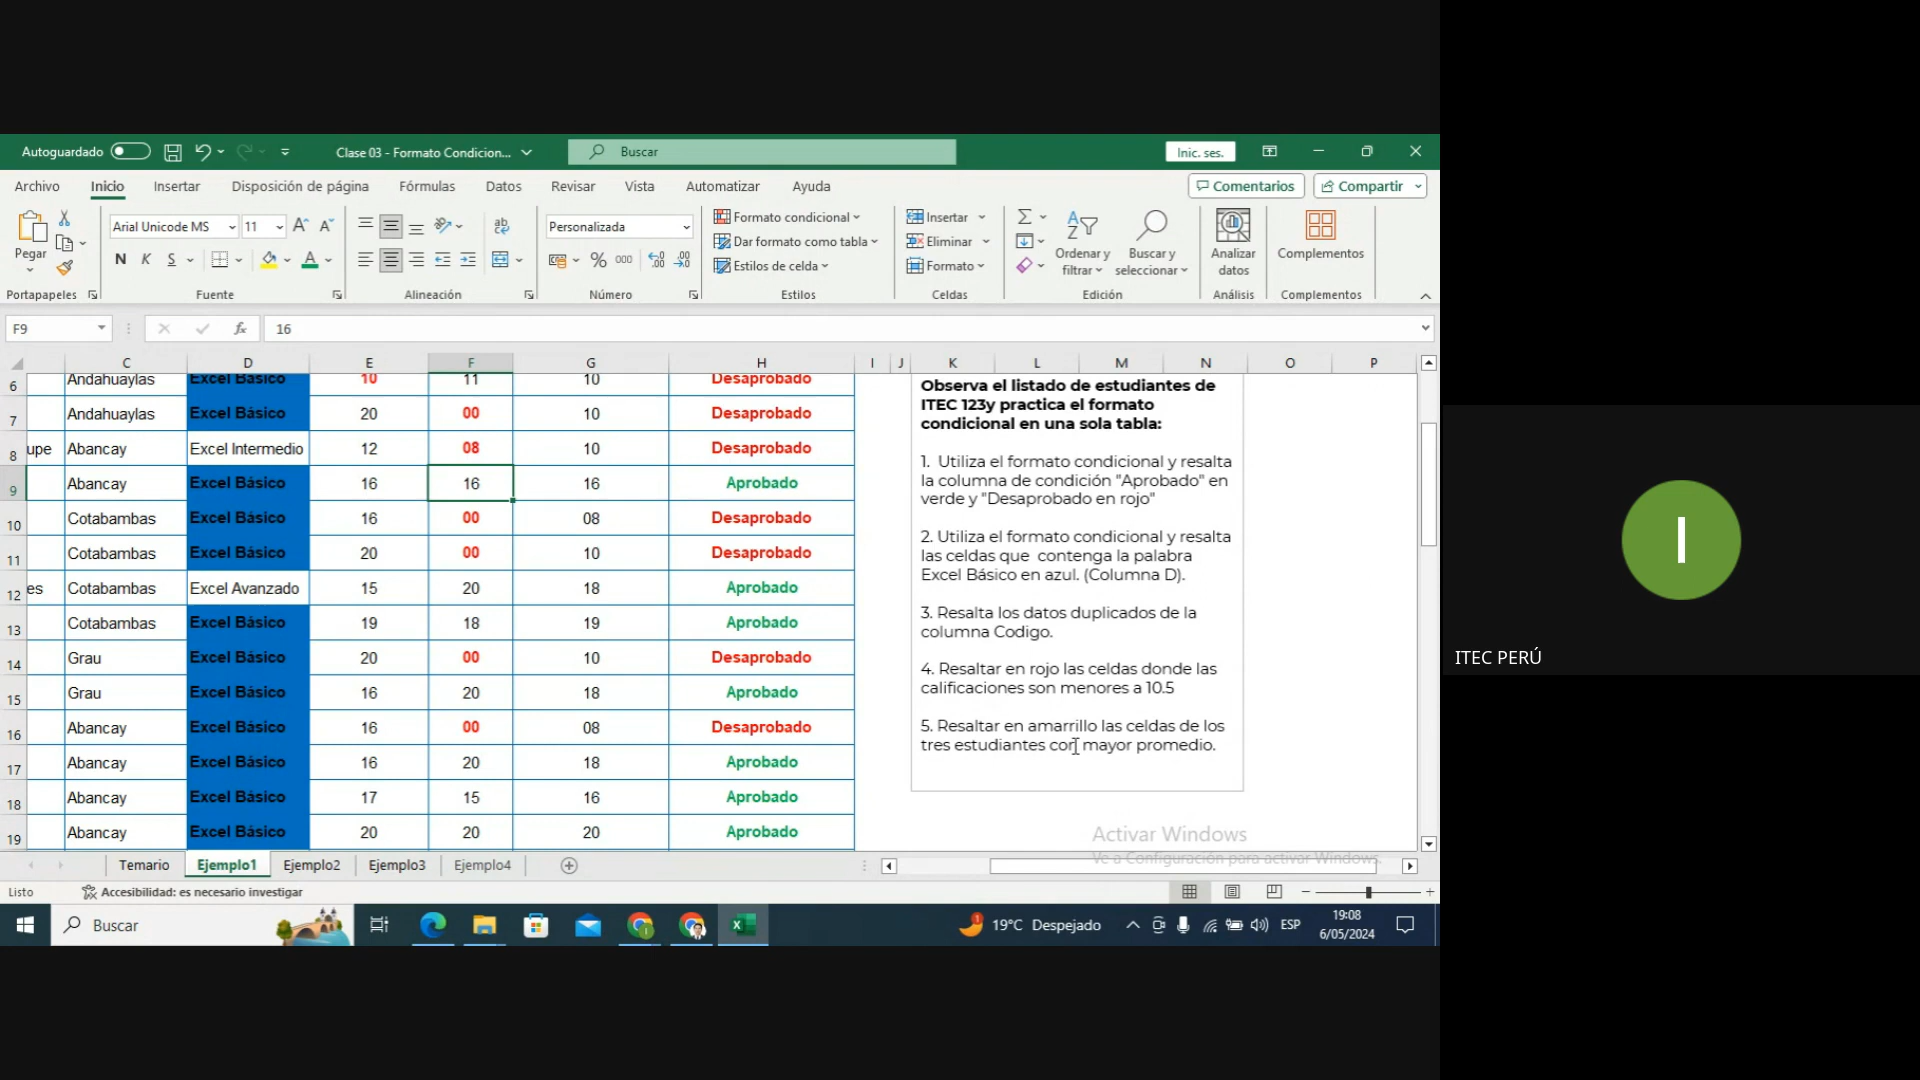 Autoguardado
Clase 03 - Formato Condicion...
Buscar
Inic. ses.
Archivo Inicio Insertar Disposición de página Fórmulas Datos Revisar Vista Automatizar Ayuda
Comentarios Compartir
Pegar
Portapapeles
Arial Unicode MS 11
N K S
Fuente
Alineación
Personalizada
% 000
Número
Formato condicional
Dar formato como tabla
Estilos de celda
Estilos
Insertar
Eliminar
Formato
Celdas
Ordenar y filtrar
Buscar y seleccionar
Edición
Analizar datos
Análisis
Complementos
Complementos
F9
fx
16
C D E F G H I J K L M N O P
6 Andahuaylas Excel Básico 10 11 10 Desaprobado
7 Andahuaylas Excel Básico 20 00 10 Desaprobado
8 upe Abancay Excel Intermedio 12 08 10 Desaprobado
9 Abancay Excel Básico 16 16 16 Aprobado
10 Cotabambas Excel Básico 16 00 08 Desaprobado
11 Cotabambas Excel Básico 20 00 10 Desaprobado
12 es Cotabambas Excel Avanzado 15 20 18 Aprobado
13 Cotabambas Excel Básico 19 18 19 Aprobado
14 Grau Excel Básico 20 00 10 Desaprobado
15 Grau Excel Básico 16 20 18 Aprobado
16 Abancay Excel Básico 16 00 08 Desaprobado
17 Abancay Excel Básico 16 20 18 Aprobado
18 Abancay Excel Básico 17 15 16 Aprobado
19 Abancay Excel Básico 20 20 20 Aprobado
Observa el listado de estudiantes de
ITEC 123y practica el formato
condicional en una sola tabla:
1. Utiliza el formato condicional y resalta
la columna de condición "Aprobado" en
verde y "Desaprobado en rojo"
2. Utiliza el formato condicional y resalta
las celdas que contenga la palabra
Excel Básico en azul. (Columna D).
3. Resalta los datos duplicados de la
columna Codigo.
4. Resaltar en rojo las celdas donde las
calificaciones son menores a 10.5
5. Resaltar en amarrillo las celdas de los
tres estudiantes con mayor promedio.
Activar Windows
Ve a Configuración para activar Windows.
Temario Ejemplo1 Ejemplo2 Ejemplo3 Ejemplo4
Listo
Accesibilidad: es necesario investigar
Buscar
19°C Despejado
ESP
19:08
6/05/2024
I
ITEC PERÚ